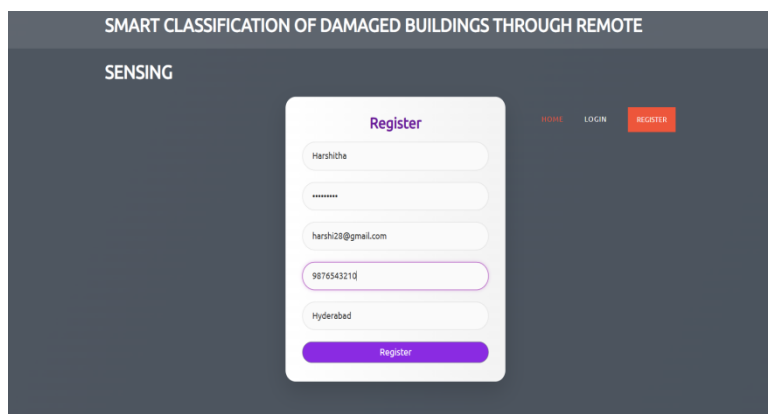 SMART CLASSIFICATION OF DAMAGED BUILDINGS THROUGH REMOTE
SENSING
HOME LOGIN REGISTER
Register
Harshitha
•••••••••
harshi28@gmail.com
9876543210
Hyderabad
Register